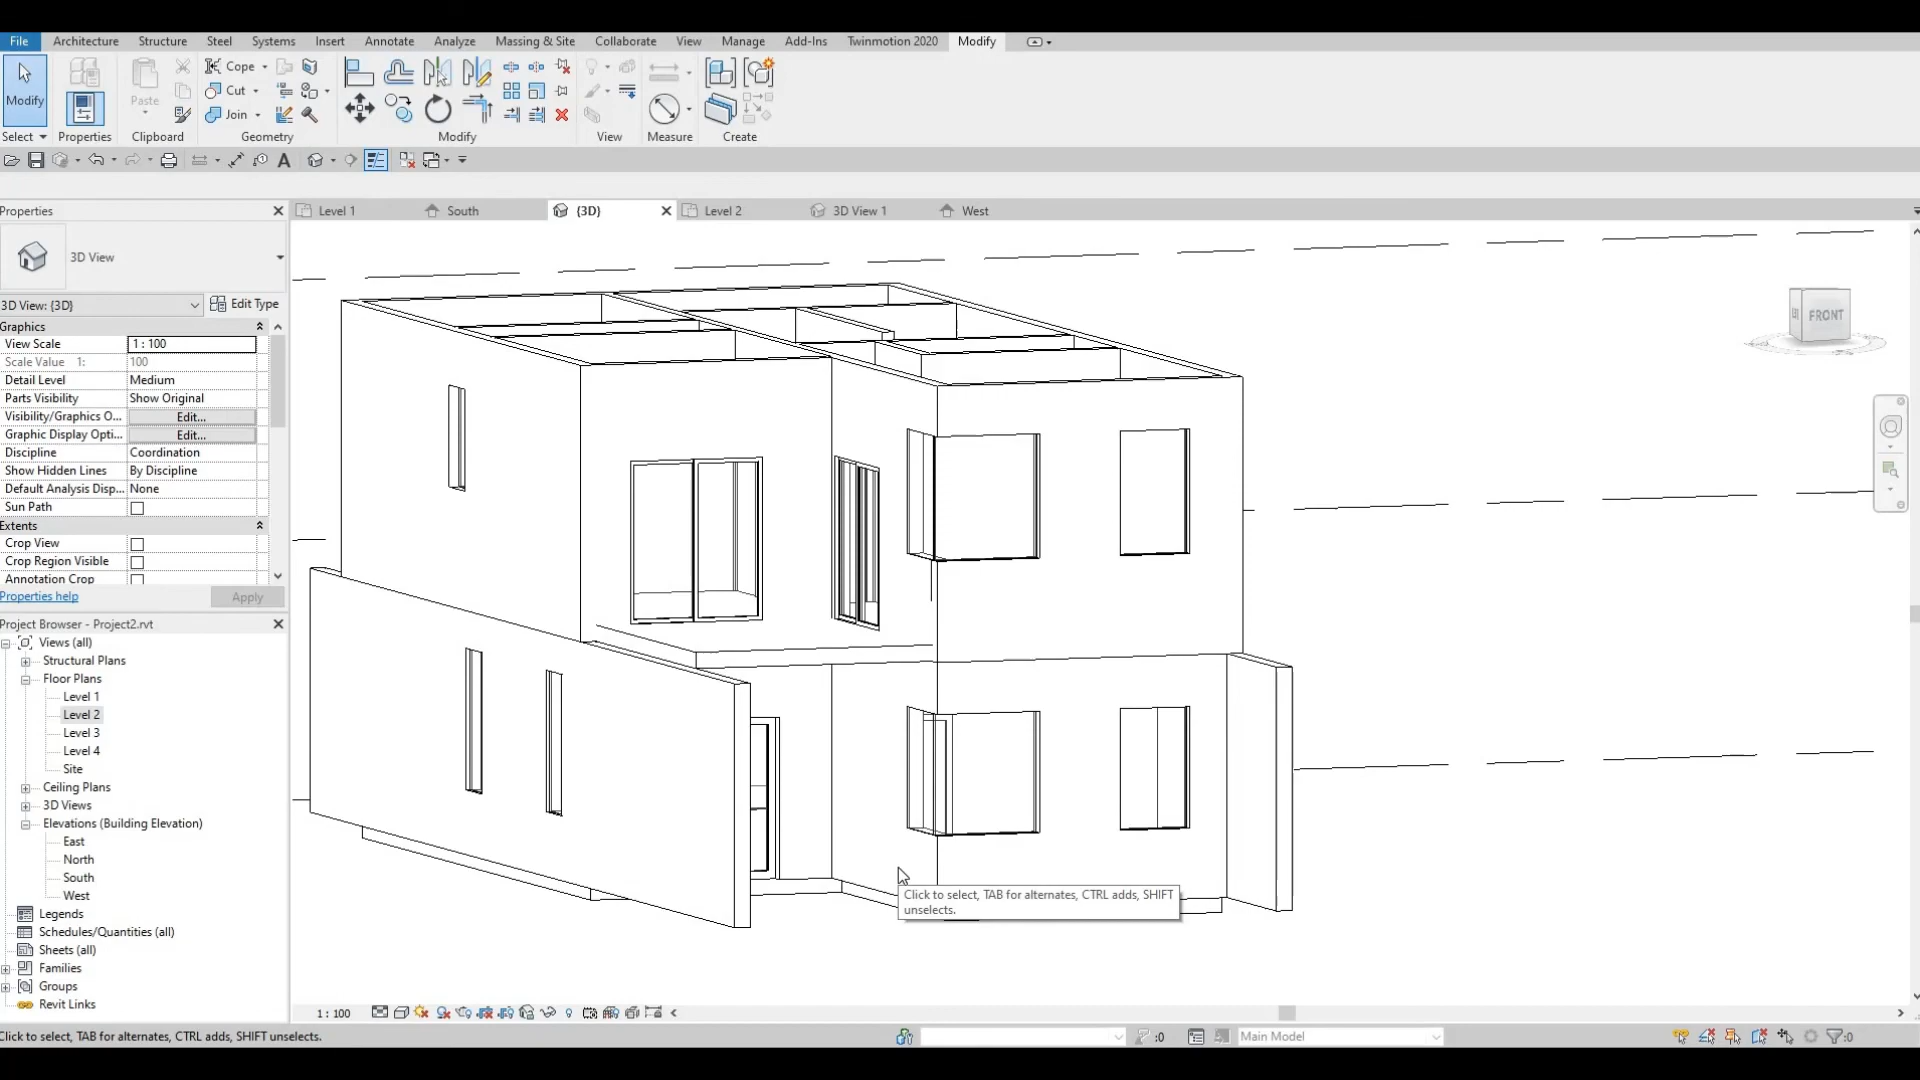 File Architecture Structure Steel Systems Insert Annotate Analyze Massing & Site Collaborate View Manage Add-Ins Twinmotion 2020 Modify
Modify Paste Cope Cut Join
Select Properties Clipboard Geometry Modify View Measure Create
Properties Level 1 South {3D} Level 2 3D View 1 West
3D View
3D View: {3D} Edit Type
Graphics
View Scale 1 : 100
Scale Value 1: 100
Detail Level Medium
Parts Visibility Show Original
Visibility/Graphics O... Edit...
Graphic Display Opti... Edit...
Discipline Coordination
Show Hidden Lines By Discipline
Default Analysis Disp... None
Sun Path
Extents
Crop View
Crop Region Visible
Annotation Crop
Properties help Apply
Project Browser - Project2.rvt
Views (all)
Structural Plans
Floor Plans
Level 1
Level 2
Level 3
Level 4
Site
Ceiling Plans
3D Views
Elevations (Building Elevation)
East
North
South
West
Legends
Schedules/Quantities (all)
Sheets (all)
Families
Groups
Revit Links
FRONT
Click to select, TAB for alternates, CTRL adds, SHIFT
unselects.
1 : 100
Click to select, TAB for alternates, CTRL adds, SHIFT unselects. :0 Main Model :0